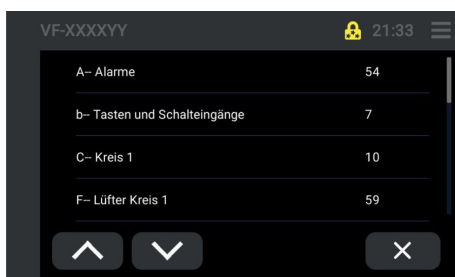 VF-XXXXYY 21:33
A-- Alarme 54
b-- Tasten und Schalteingänge 7
C-- Kreis 1 10
F-- Lüfter Kreis 1 59